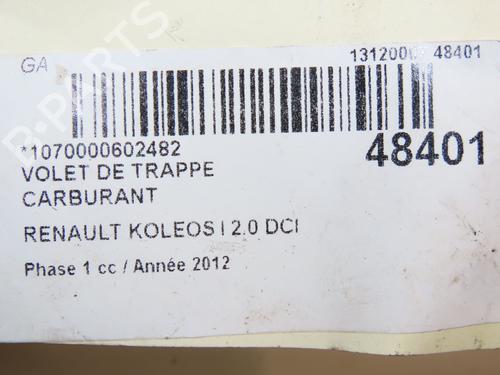 GA
1312000 48401
*1070000602482
48401
VOLET DE TRAPPE
CARBURANT
RENAULT KOLEOS I 2.0 DCI
Phase 1 cc / Année 2012
B-PARTS